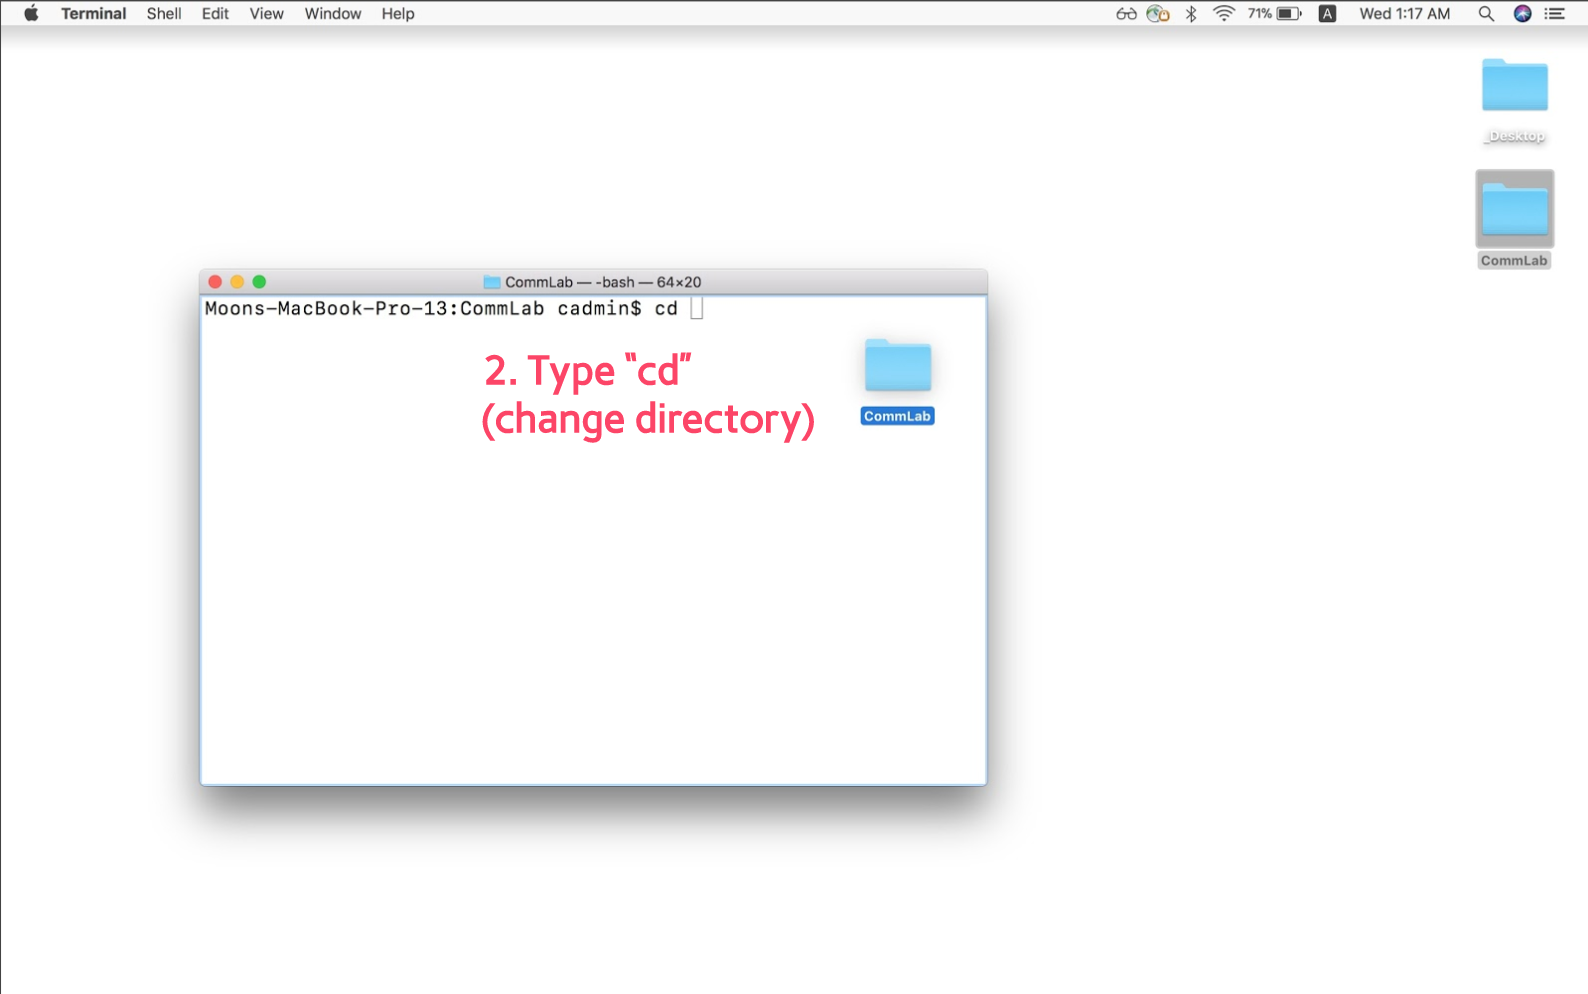 Terminal Shell Edit View Window Help 71% A Wed 1:17 AM
_Desktop
CommLab
CommLab — -bash — 64×20
Moons-MacBook-Pro-13:CommLab cadmin$ cd
2. Type “cd”
(change directory)
CommLab